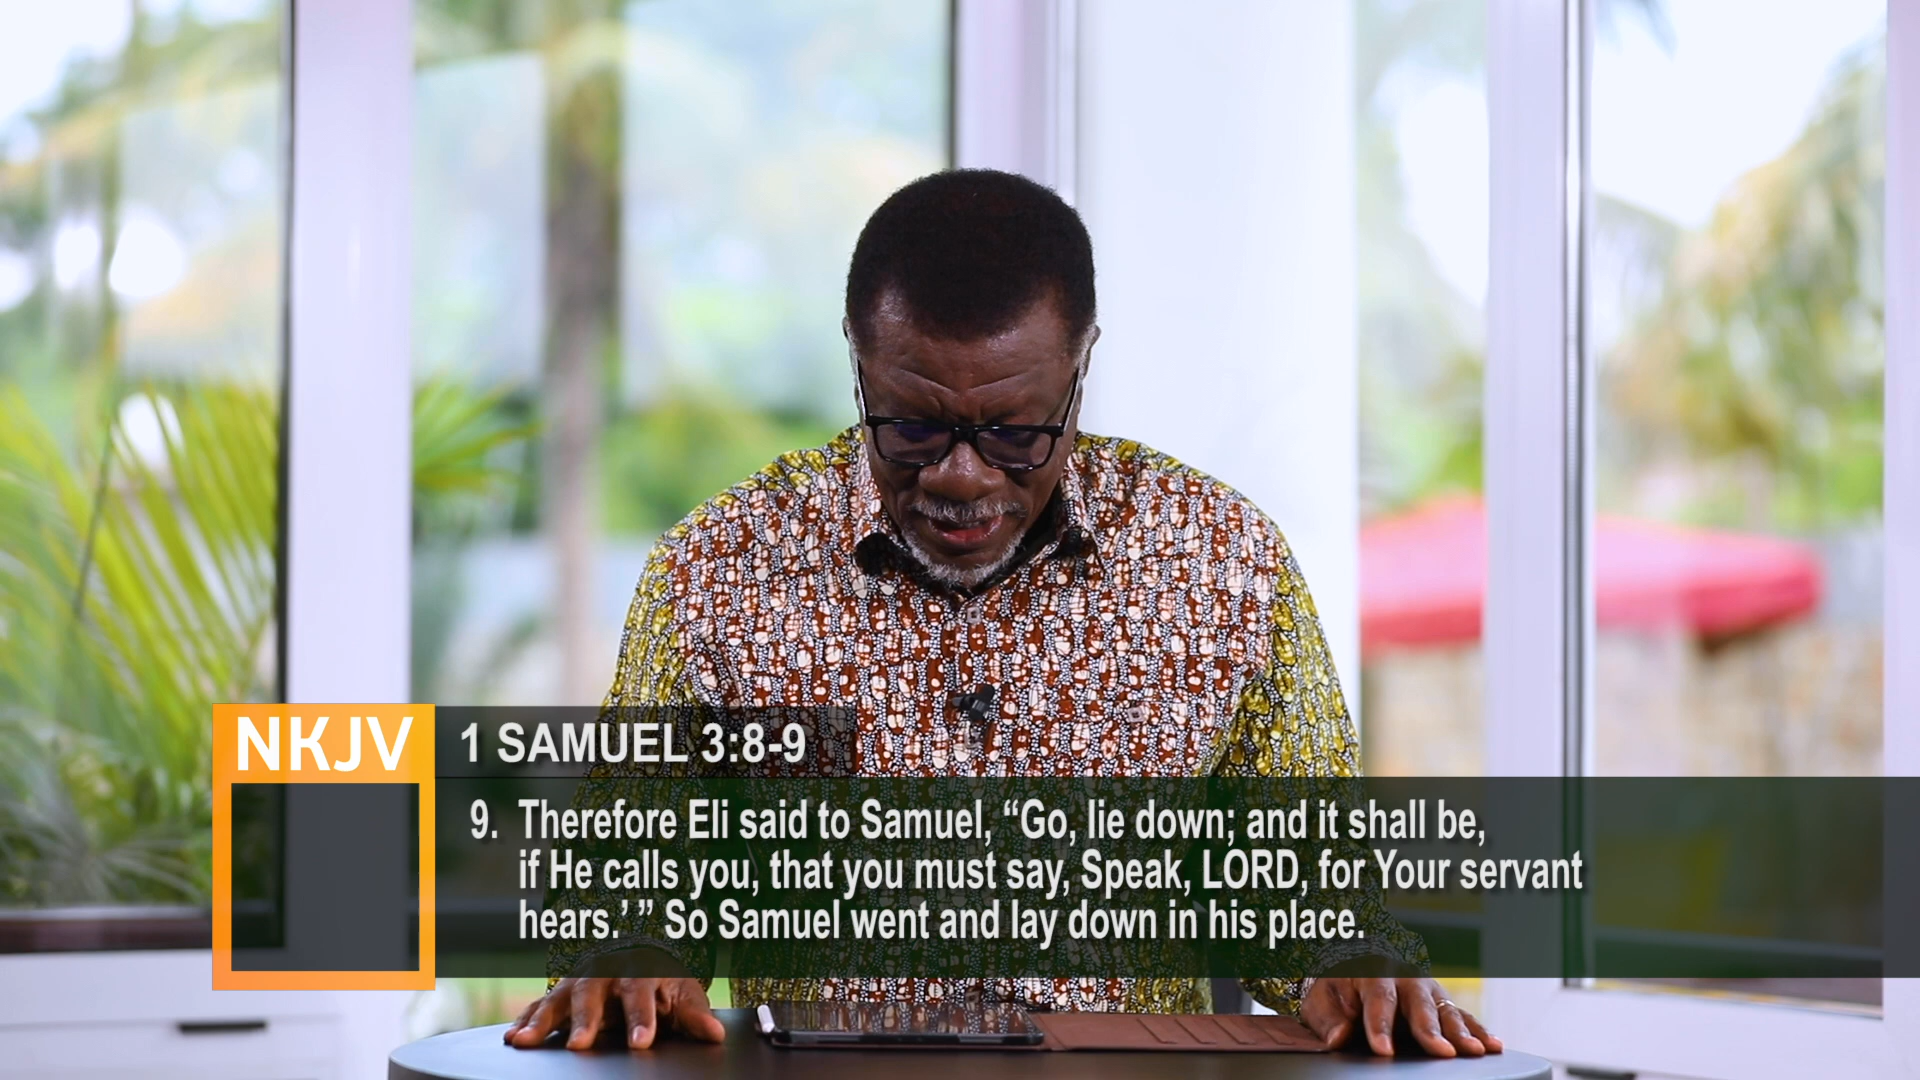 NKJV
1 SAMUEL 3:8-9
9. Therefore Eli said to Samuel, “Go, lie down; and it shall be,
if He calls you, that you must say, Speak, LORD, for Your servant
hears.’ ” So Samuel went and lay down in his place.